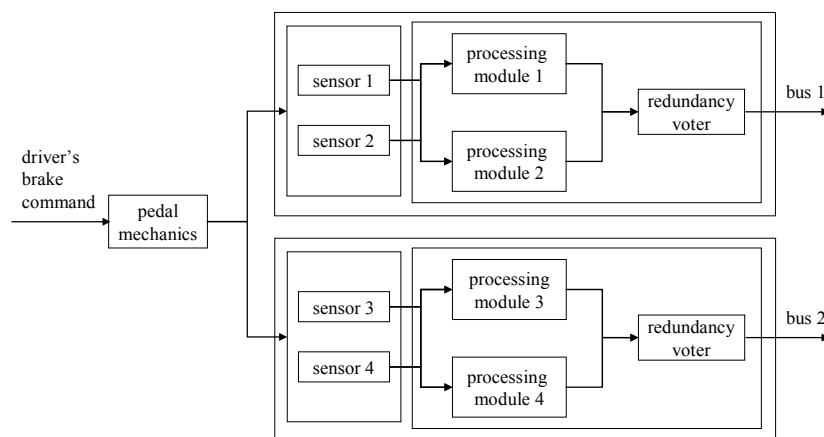 driver's
brake
command
pedal
mechanics
sensor 1
sensor 2
processing
module 1
processing
module 2
redundancy
voter
bus 1
sensor 3
sensor 4
processing
module 3
processing
module 4
redundancy
voter
bus 2